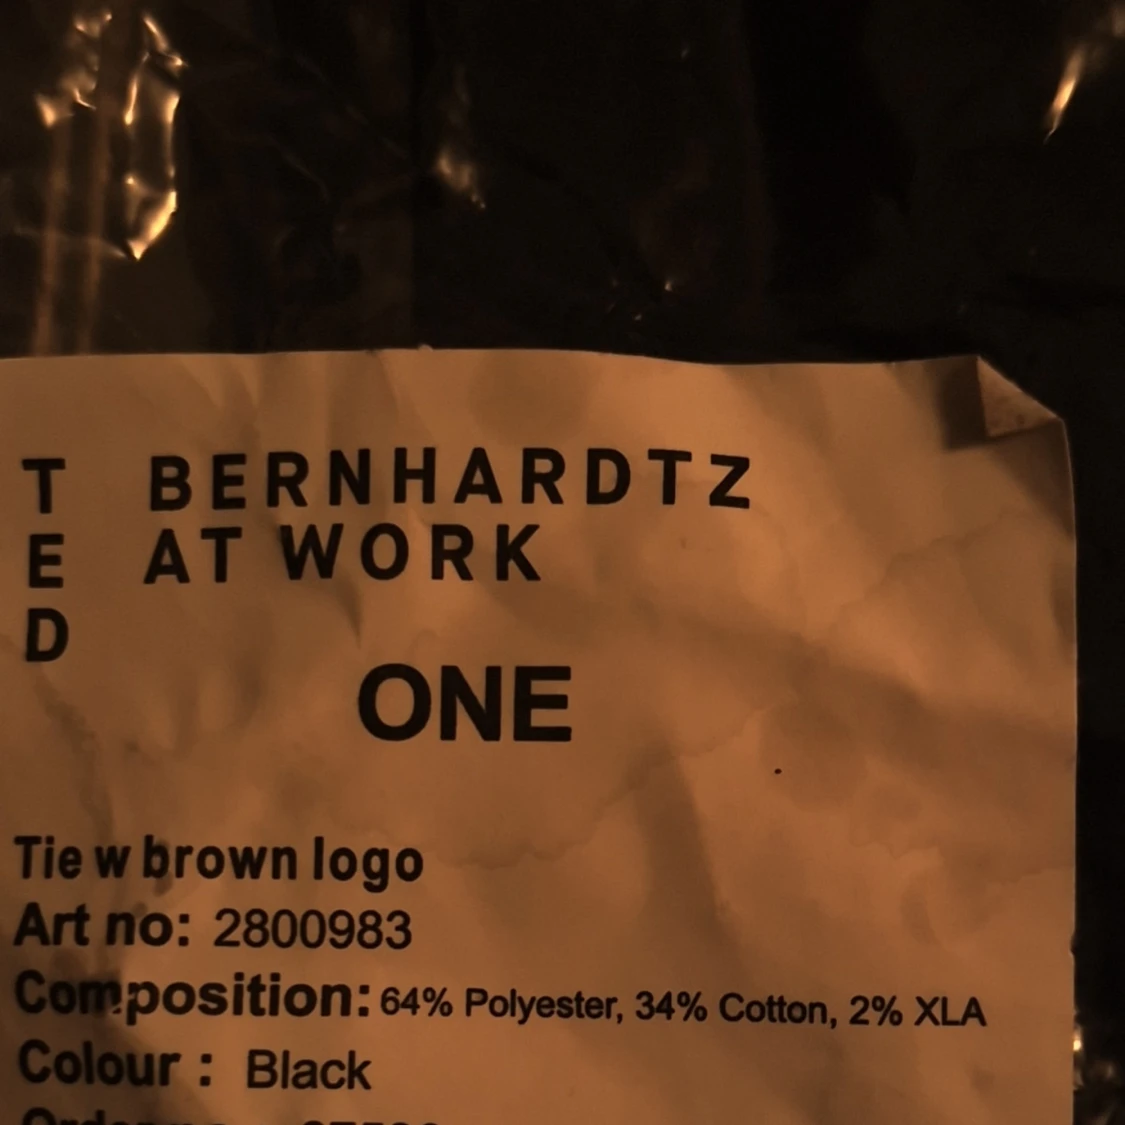 TED BERNHARDTZ
AT WORK
ONE
Tie w brown logo
Art no: 2800983
Composition: 64% Polyester, 34% Cotton, 2% XLA
Colour : Black